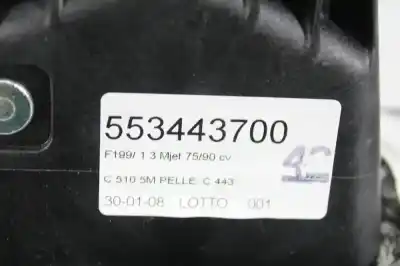 553443700
F199/ 1 3 Mjet 75/90 cv
C 510 5M PELLE C 443
30-01-08 LOTTO 001